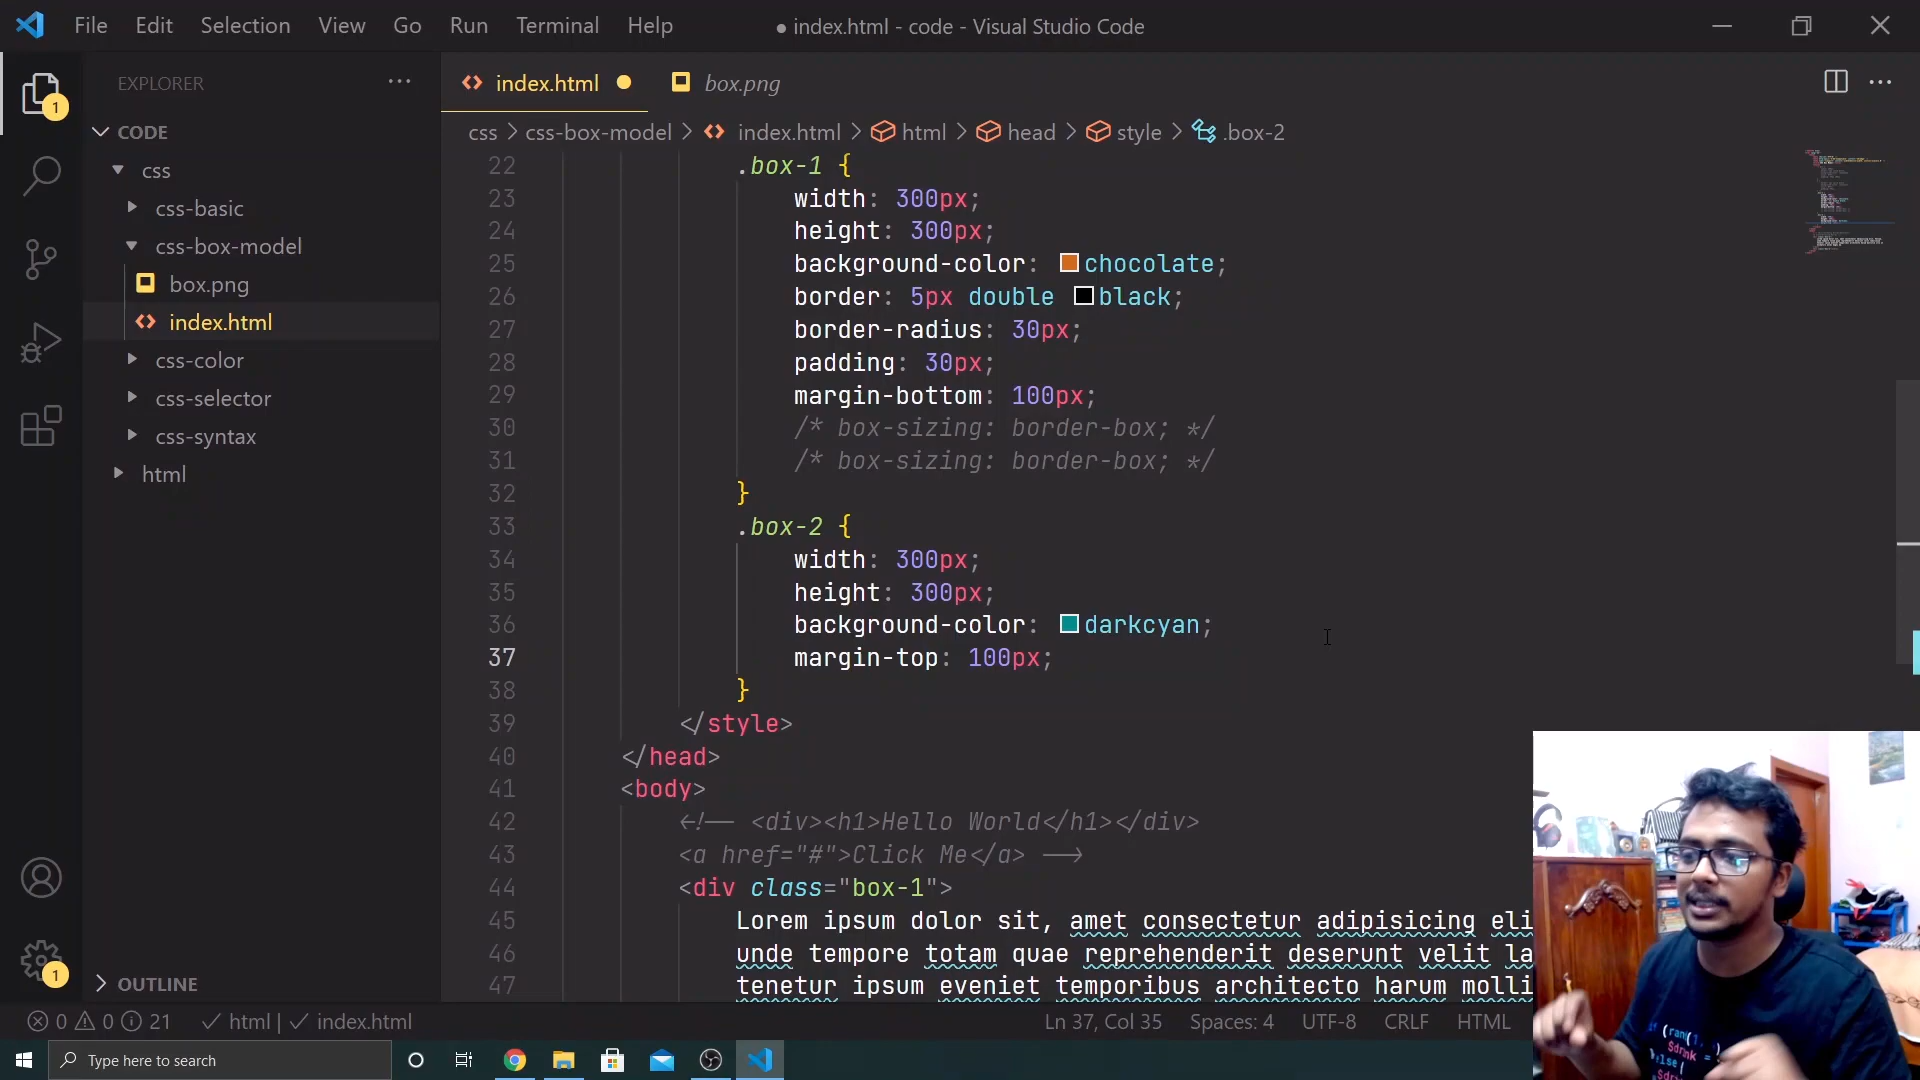 File Edit Selection View Go Run Terminal Help
● index.html - code - Visual Studio Code
EXPLORER
1
CODE
css
css-basic
css-box-model
box.png
index.html
css-color
css-selector
css-syntax
html
OUTLINE
1
index.html
box.png
css > css-box-model > index.html > html > head > style > .box-2
22 .box-1 {
23 width: 300px;
24 height: 300px;
25 background-color: chocolate;
26 border: 5px double black;
27 border-radius: 30px;
28 padding: 30px;
29 margin-bottom: 100px;
30 /* box-sizing: border-box; */
31 /* box-sizing: border-box; */
32 }
33 .box-2 {
34 width: 300px;
35 height: 300px;
36 background-color: darkcyan;
37 margin-top: 100px;
38 }
39 </style>
40 </head>
41 <body>
42 <!-- <div><h1>Hello World</h1></div>
43 <a href="#">Click Me</a> -->
44 <div class="box-1">
45 Lorem ipsum dolor sit, amet consectetur adipisicing eli
46 unde tempore totam quae reprehenderit deserunt velit la
47 tenetur ipsum eveniet temporibus architecto harum molli
0 0 21 ✓ html | ✓ index.html
Ln 37, Col 35 Spaces: 4 UTF-8 CRLF HTML
Type here to search
$drink =